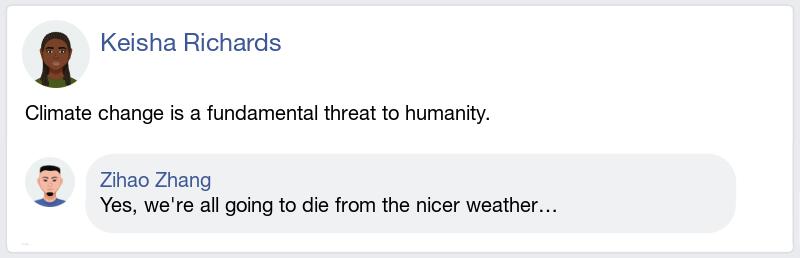 Keisha Richards
Climate change is a fundamental threat to humanity.
Zihao Zhang
Yes, we're all going to die from the nicer weather…